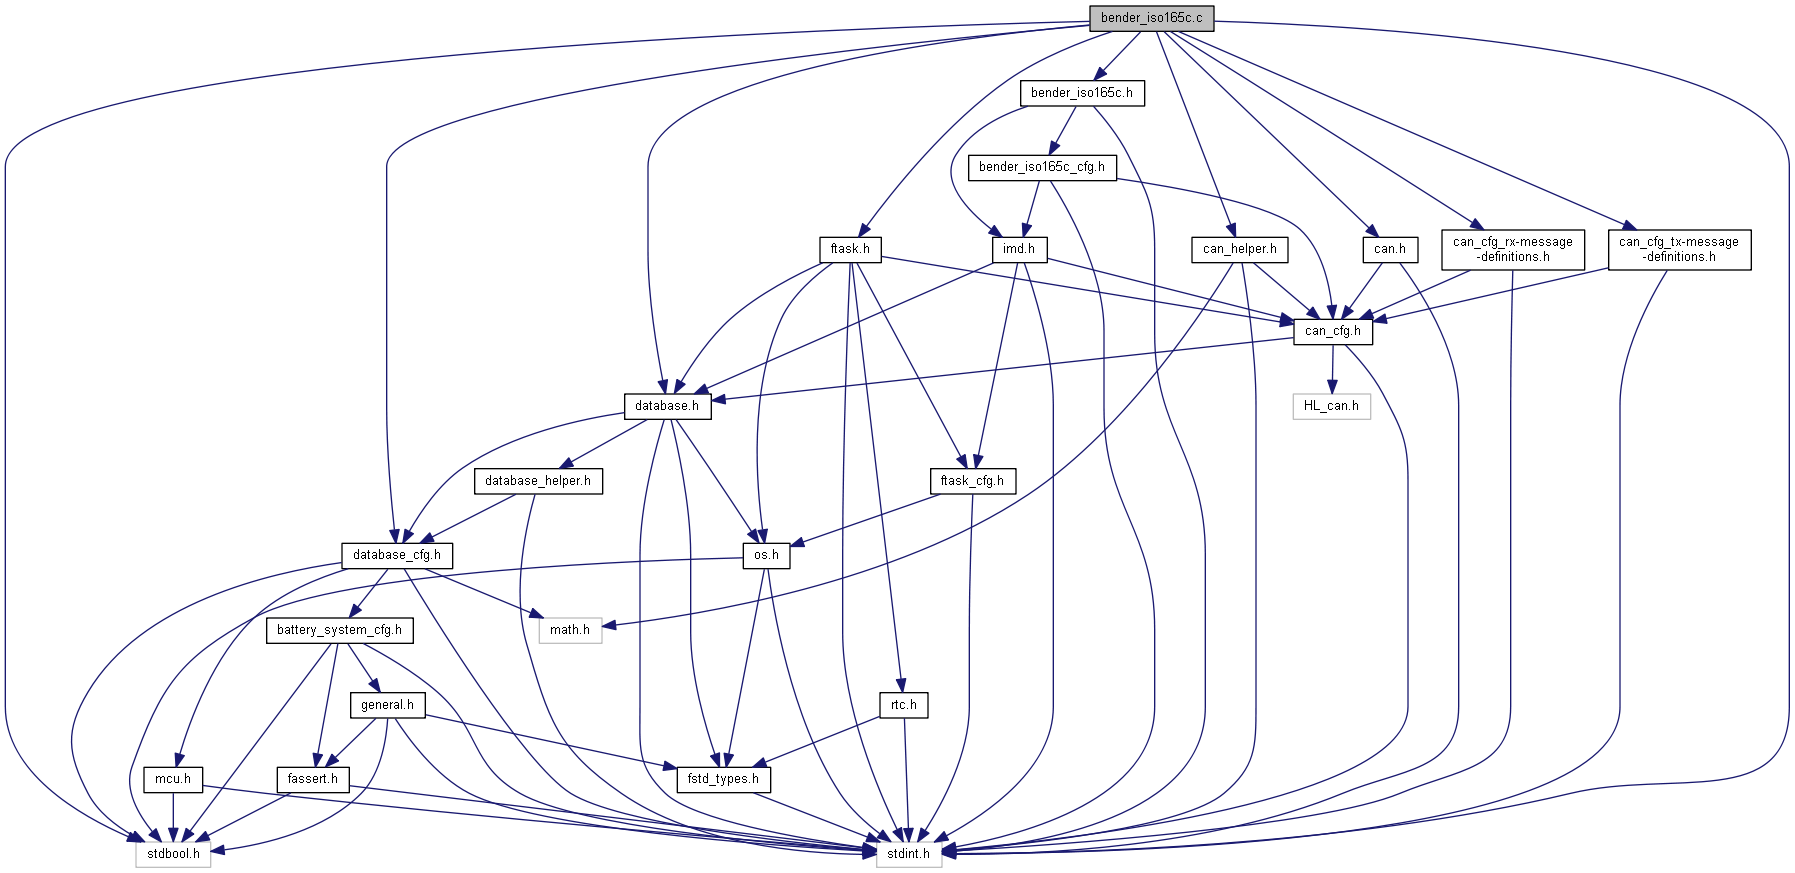 bender_iso165c.c
bender_iso165c.h
bender_iso165c_cfg.h
ftask.h
imd.h
can_helper.h
can.h
can_cfg_rx-message
-definitions.h
can_cfg_tx-message
-definitions.h
can_cfg.h
database.h
HL_can.h
database_helper.h
ftask_cfg.h
database_cfg.h
os.h
battery_system_cfg.h
math.h
general.h
rtc.h
mcu.h
fassert.h
fstd_types.h
stdbool.h
stdint.h